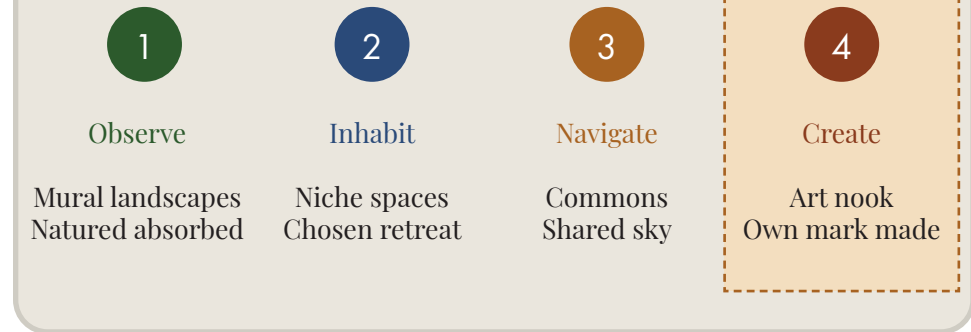 1
2
3
4
Observe
Inhabit
Navigate
Create
Mural landscapes
Natured absorbed
Niche spaces
Chosen retreat
Commons
Shared sky
Art nook
Own mark made